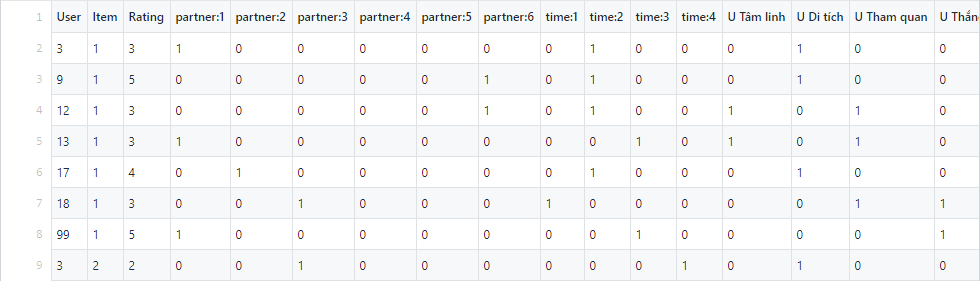 1 User Item Rating partner:1 partner:2 partner:3 partner:4 partner:5 partner:6 time:1 time:2 time:3 time:4 U Tâm linh U Di tích U Tham quan U Thắn
2 3 1 3 1 0 0 0 0 0 0 1 0 0 0 1 0 0
3 9 1 5 0 0 0 0 0 1 0 1 0 0 0 1 0 0
4 12 1 3 0 0 0 0 0 1 0 1 0 0 1 0 1 0
5 13 1 3 1 0 0 0 0 0 0 0 1 0 1 0 1 0
6 17 1 4 0 1 0 0 0 0 0 1 0 0 0 1 0 0
7 18 1 3 0 0 1 0 0 0 1 0 0 0 0 0 1 1
8 99 1 5 1 0 0 0 0 0 0 0 1 0 0 0 0 1
9 3 2 2 0 0 1 0 0 0 0 0 0 1 0 1 0 0